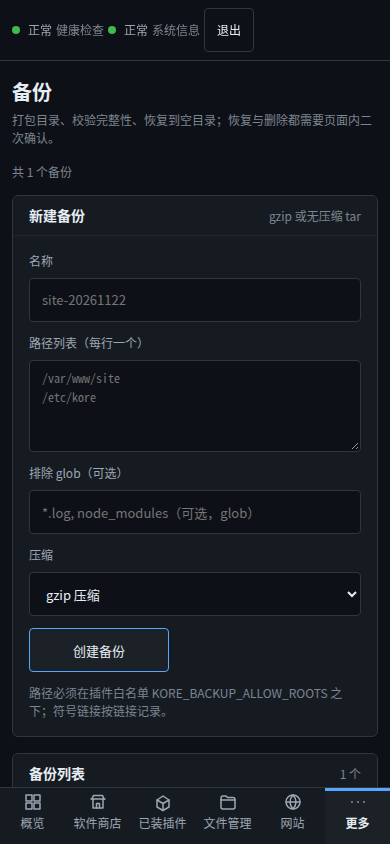 正常 健康检查 正常 系统信息 退出
备份
打包目录、校验完整性、恢复到空目录；恢复与删除都需要页面内二
次确认。
共 1 个备份
新建备份 gzip 或无压缩 tar
名称
site-20261122
路径列表（每行一个）
/var/www/site
/etc/kore
排除 glob（可选）
*.log, node_modules（可选，glob）
压缩
gzip 压缩
创建备份
路径必须在插件白名单 KORE_BACKUP_ALLOW_ROOTS 之
下；符号链接按链接记录。
备份列表 1 个
概览 软件商店 已装插件 文件管理 网站 更多